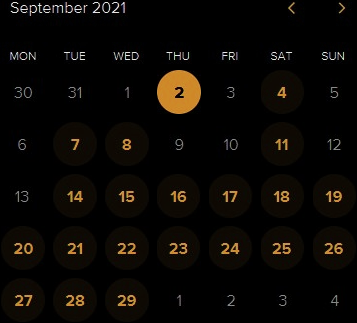 September 2021
MON TUE WED THU FRI SAT SUN
30 31 1 2 3 4 5
6 7 8 9 10 11 12
13 14 15 16 17 18 19
20 21 22 23 24 25 26
27 28 29 1 2 3 4